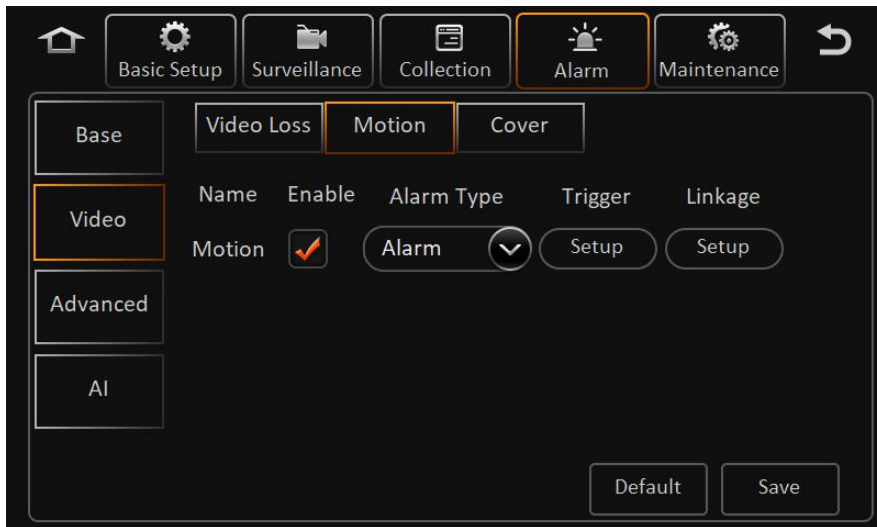 Basic Setup Surveillance Collection Alarm Maintenance
Base
Video
Advanced
AI
Video Loss Motion Cover
Name Enable Alarm Type Trigger Linkage
Motion Alarm Setup Setup
Default Save